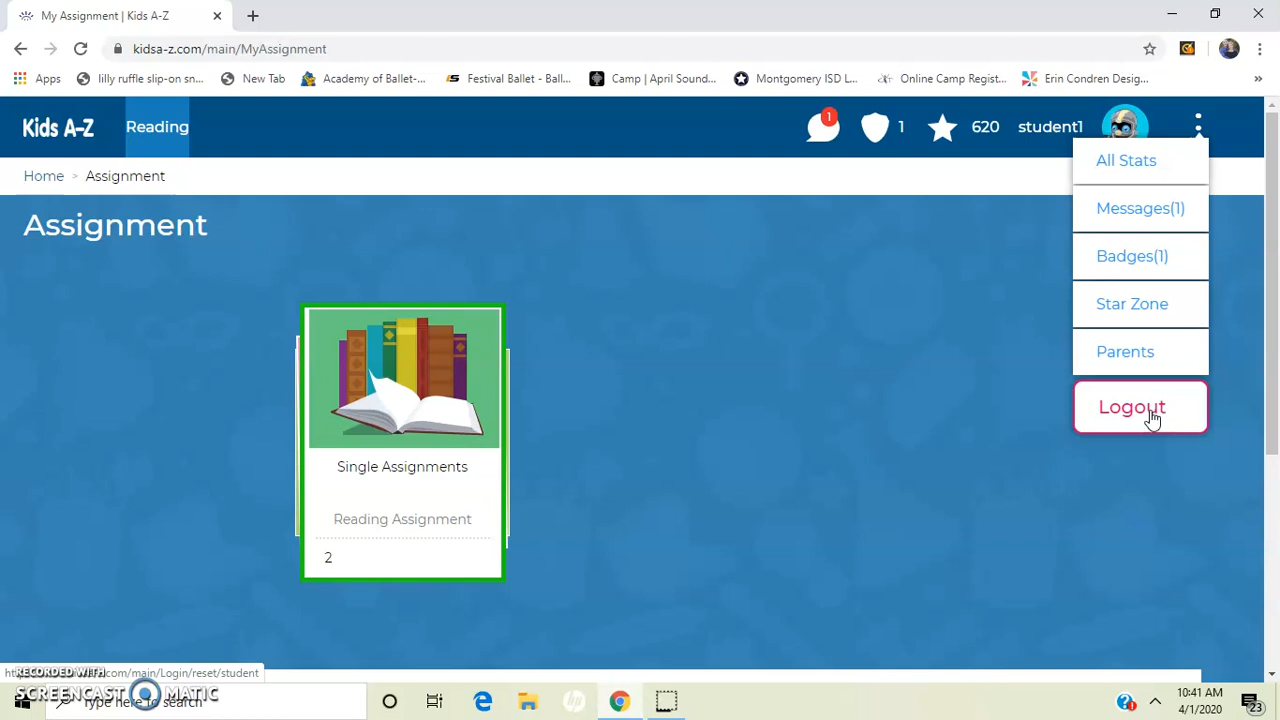 My Assignment | Kids A-Z
kidsa-z.com/main/MyAssignment
Apps
lilly ruffle slip-on sn...
New Tab
Academy of Ballet-...
Festival Ballet - Ball...
Camp | April Sound...
Montgomery ISD L...
Online Camp Regist...
Erin Condren Desig...
»
Kids A-Z
Reading
1
1
620
student1
Home > Assignment
All Stats
Assignment
Messages(1)
Badges(1)
Star Zone
Parents
Logout
Single Assignments
Reading Assignment
2
.com/main/Login/reset/student
RECORDED WITH
SCREENCAST MATIC
Type here to search
10:41 AM
4/1/2020
23